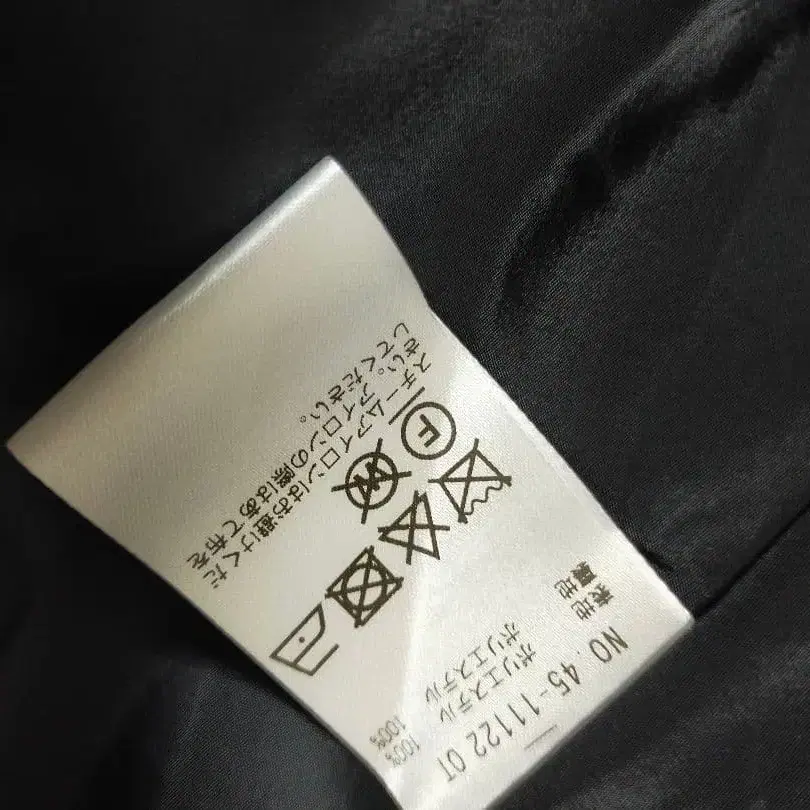 NO. 45-11122 OT
表地 ポリエステル 100%
裏地 ポリエステル 100%
F
W
スチームアイロンはお避けくだ
さい。アイロンの際はあて布を
してください。